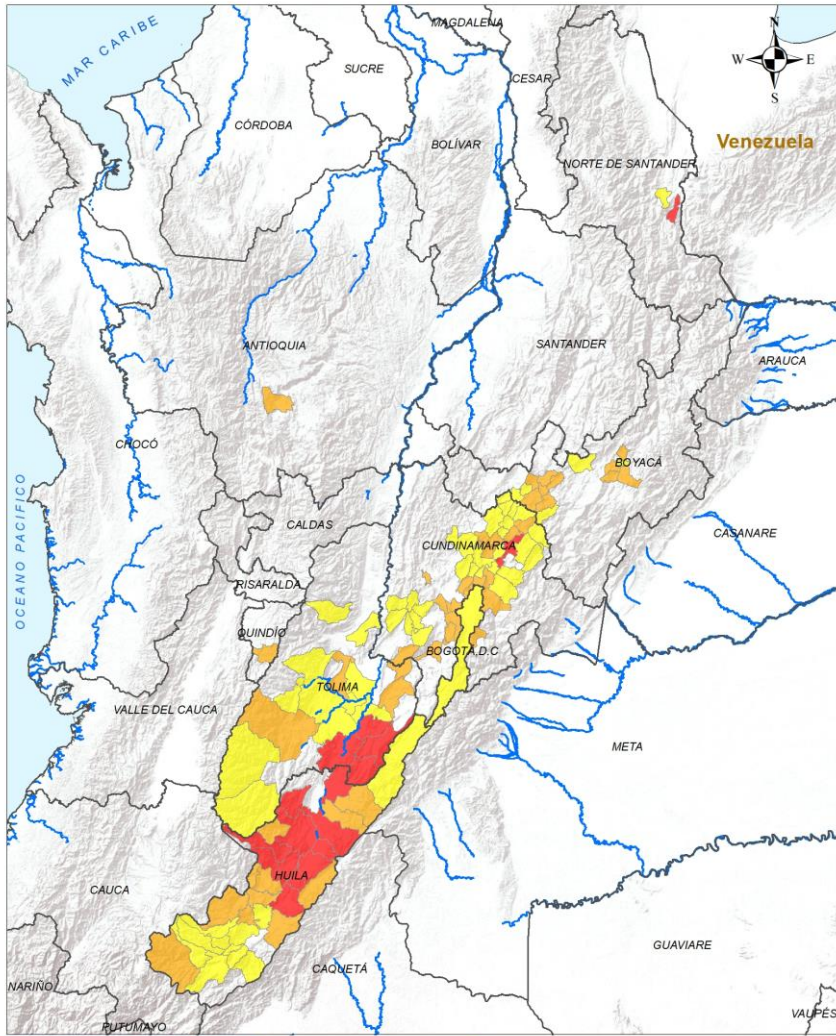 MAGDALENA
N
W
E
S
MAR CARIBE
SUCRE
CESAR
CÓRDOBA
BOLÍVAR
Venezuela
NORTE DE SANTANDER
ANTIOQUIA
SANTANDER
ARAUCA
CHOCÓ
BOYACÁ
CALDAS
CASANARE
CUNDINAMARCA
OCEANO PACIFICO
RISARALDA
QUINDÍO
BOGOTÁ, D.C
TOLIMA
VALLE DEL CAUCA
META
HUILA
CAUCA
GUAVIARE
CAQUETÁ
NARIÑO
PUTUMAYO
VAUPÉS